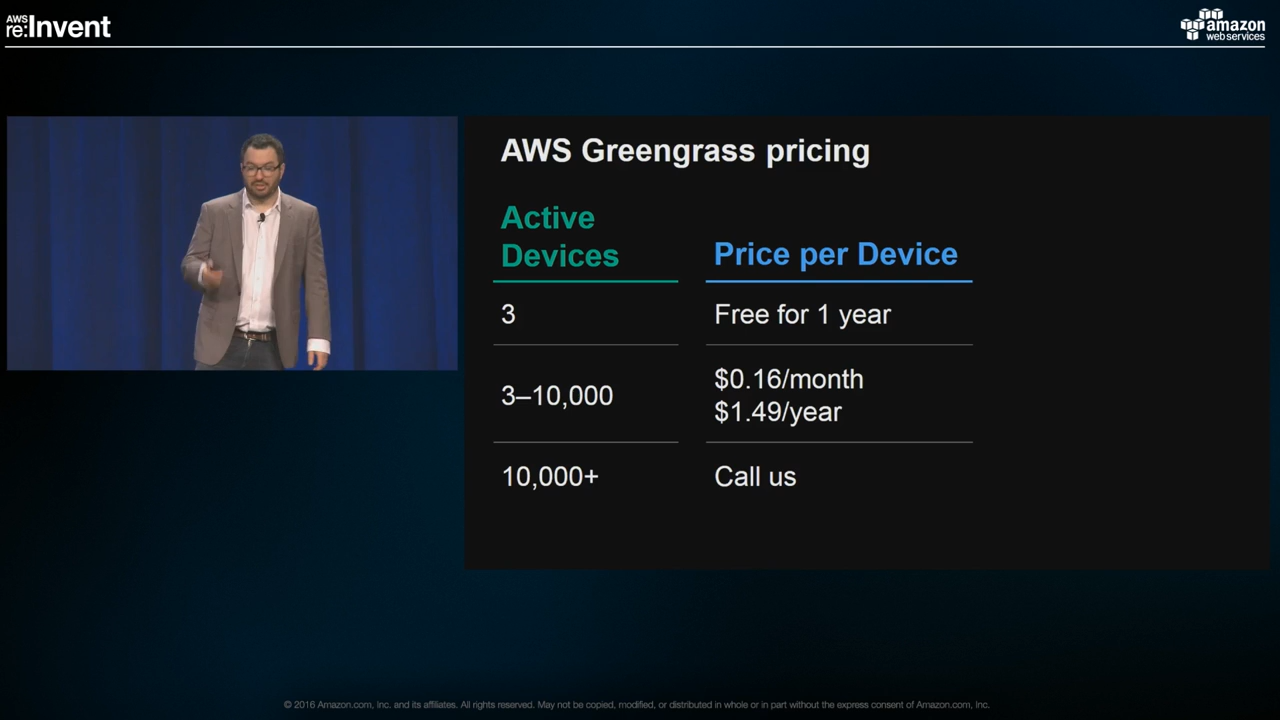 AWS
re:Invent
amazon
webservices
AWS Greengrass pricing
Active
Devices
Price per Device
3
Free for 1 year
3–10,000
$0.16/month
$1.49/year
10,000+
Call us
© 2016 Amazon.com, Inc. and its affiliates. All rights reserved. May not be copied, modified, or distributed in whole or in part without the express consent of Amazon.com, Inc.